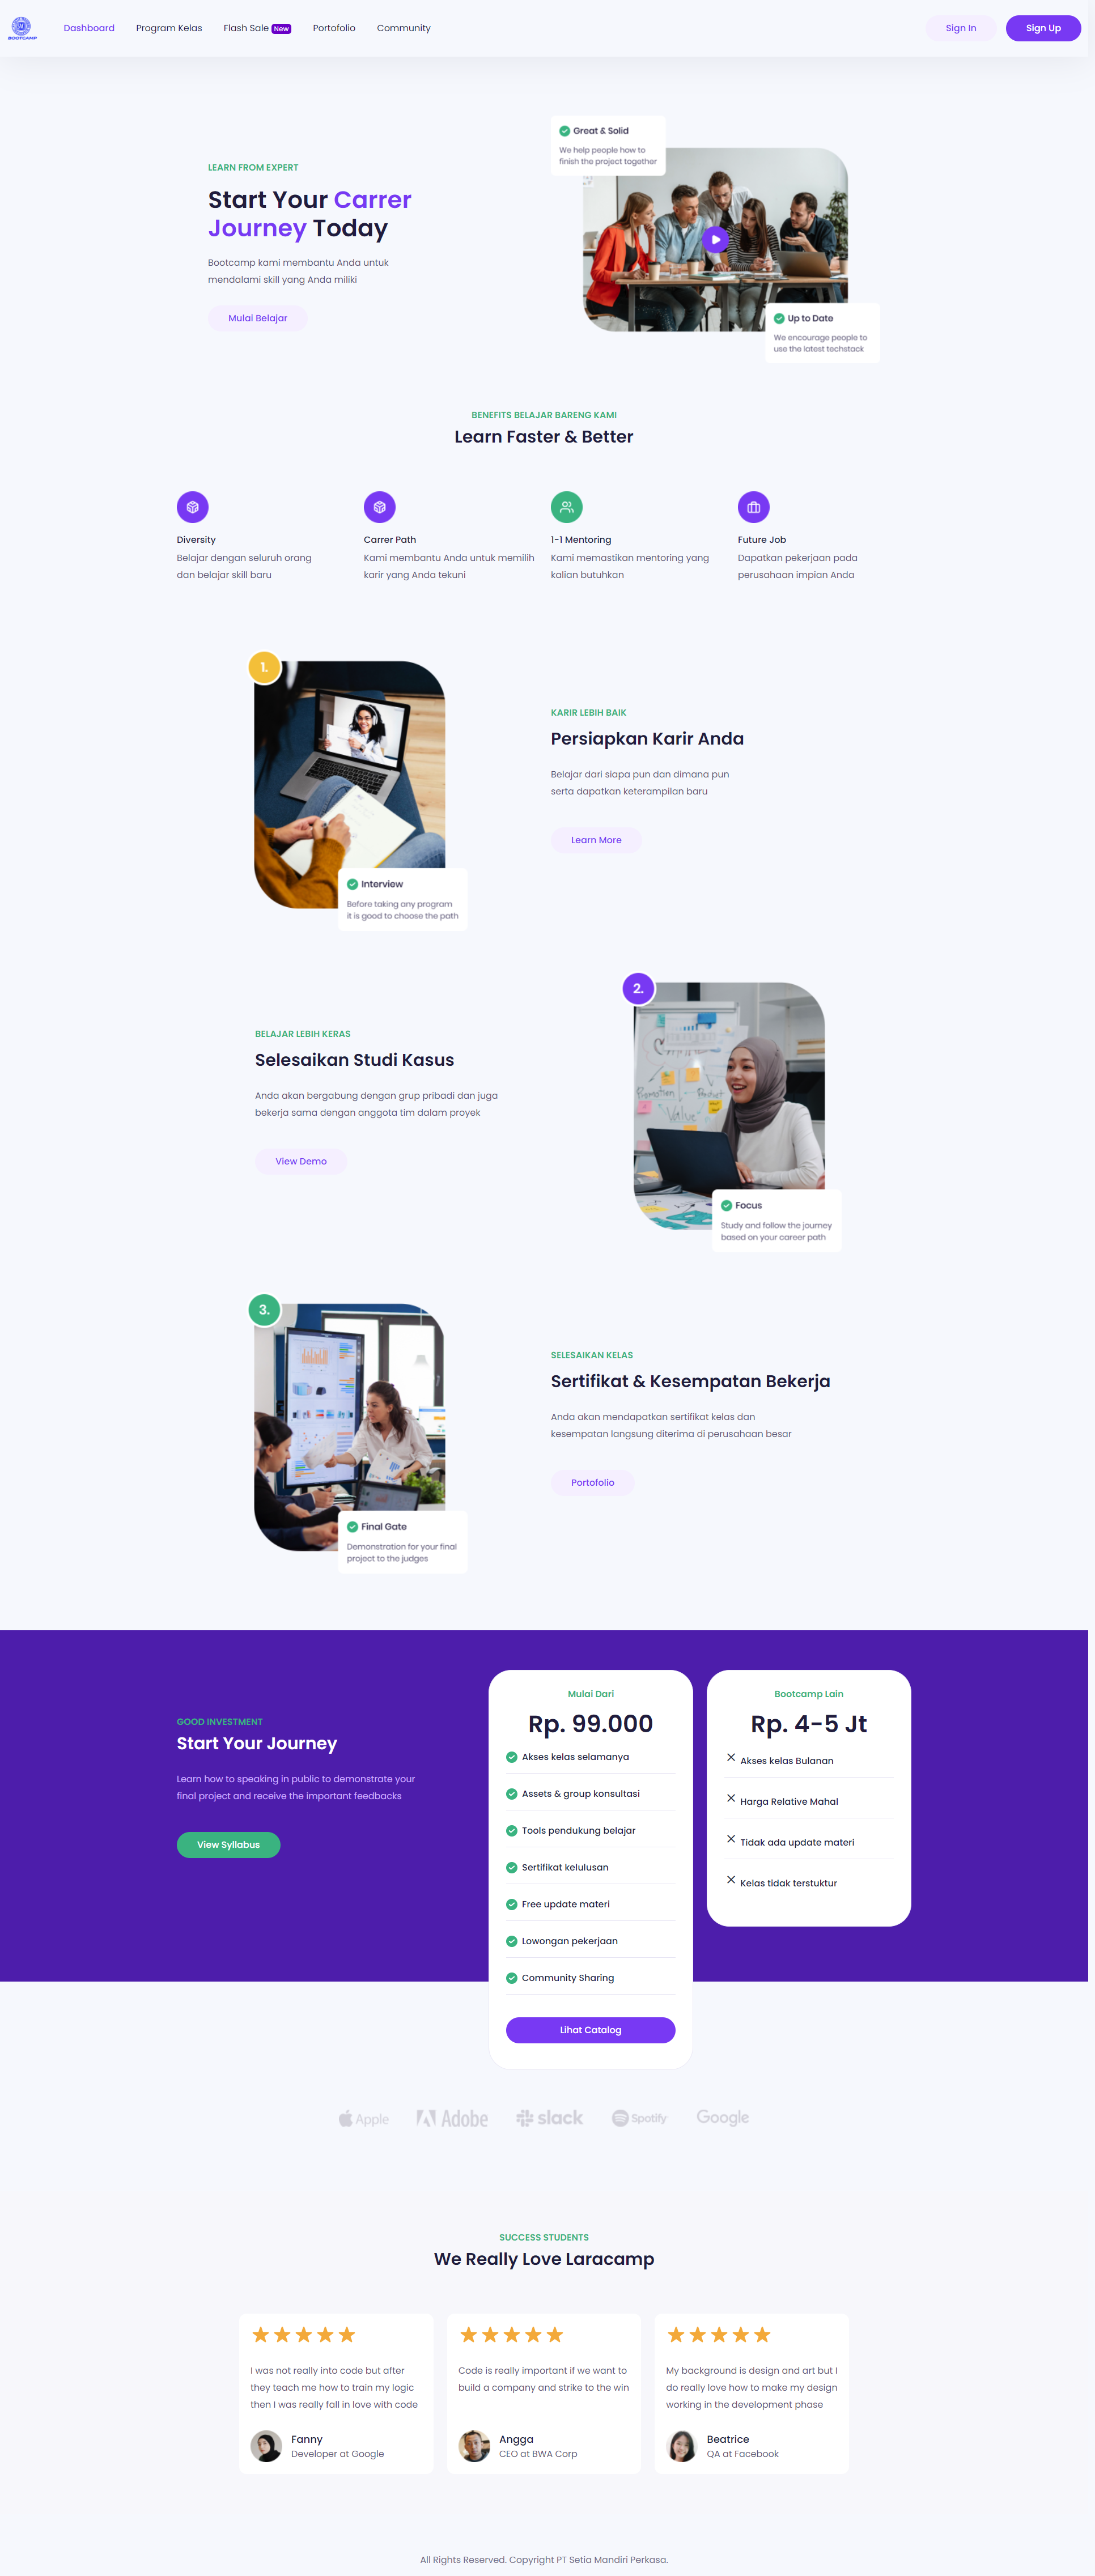 BOOTCAMP
Dashboard
Program Kelas
Flash Sale New
Portofolio
Community
Sign In
Sign Up
LEARN FROM EXPERT
Start Your Carrer
Journey Today
Bootcamp kami membantu Anda untuk
mendalami skill yang Anda miliki
Mulai Belajar
Great & Solid
We help people how to
finish the project together
Up to Date
We encourage people to
use the latest techstack
BENEFITS BELAJAR BARENG KAMI
Learn Faster & Better
Diversity
Belajar dengan seluruh orang
dan belajar skill baru
Carrer Path
Kami membantu Anda untuk memilih
karir yang Anda tekuni
1-1 Mentoring
Kami memastikan mentoring yang
kalian butuhkan
Future Job
Dapatkan pekerjaan pada
perusahaan impian Anda
1.
Interview
Before taking any program
it is good to choose the path
KARIR LEBIH BAIK
Persiapkan Karir Anda
Belajar dari siapa pun dan dimana pun
serta dapatkan keterampilan baru
Learn More
BELAJAR LEBIH KERAS
Selesaikan Studi Kasus
Anda akan bergabung dengan grup pribadi dan juga
bekerja sama dengan anggota tim dalam proyek
View Demo
2.
Promotion
Value
Focus
Study and follow the journey
based on your career path
3.
Final Gate
Demonstration for your final
project to the judges
SELESAIKAN KELAS
Sertifikat & Kesempatan Bekerja
Anda akan mendapatkan sertifikat kelas dan
kesempatan langsung diterima di perusahaan besar
Portofolio
GOOD INVESTMENT
Start Your Journey
Learn how to speaking in public to demonstrate your
final project and receive the important feedbacks
View Syllabus
Mulai Dari
Rp. 99.000
Akses kelas selamanya
Assets & group konsultasi
Tools pendukung belajar
Sertifikat kelulusan
Free update materi
Lowongan pekerjaan
Community Sharing
Lihat Catalog
Bootcamp Lain
Rp. 4-5 Jt
Akses kelas Bulanan
Harga Relative Mahal
Tidak ada update materi
Kelas tidak terstuktur
Apple
Adobe
slack
Spotify
Google
SUCCESS STUDENTS
We Really Love Laracamp
I was not really into code but after
they teach me how to train my logic
then I was really fall in love with code
Fanny
Developer at Google
Code is really important if we want to
build a company and strike to the win
Angga
CEO at BWA Corp
My background is design and art but I
do really love how to make my design
working in the development phase
Beatrice
QA at Facebook
All Rights Reserved. Copyright PT Setia Mandiri Perkasa.